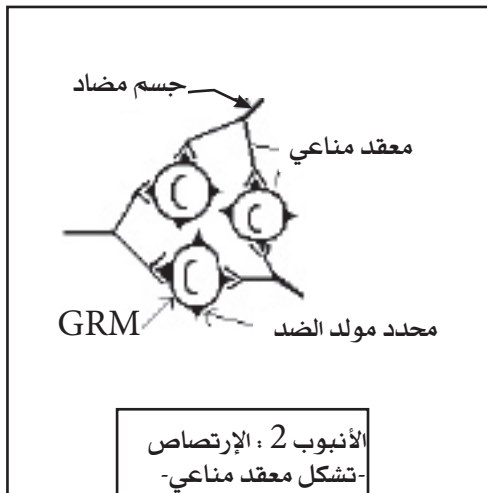 جسم مضاد
معقد مناعي
GRM
محدد مولد الضد
الأنبوب 2 : الإرتصاص
-تشكل معقد مناعي-